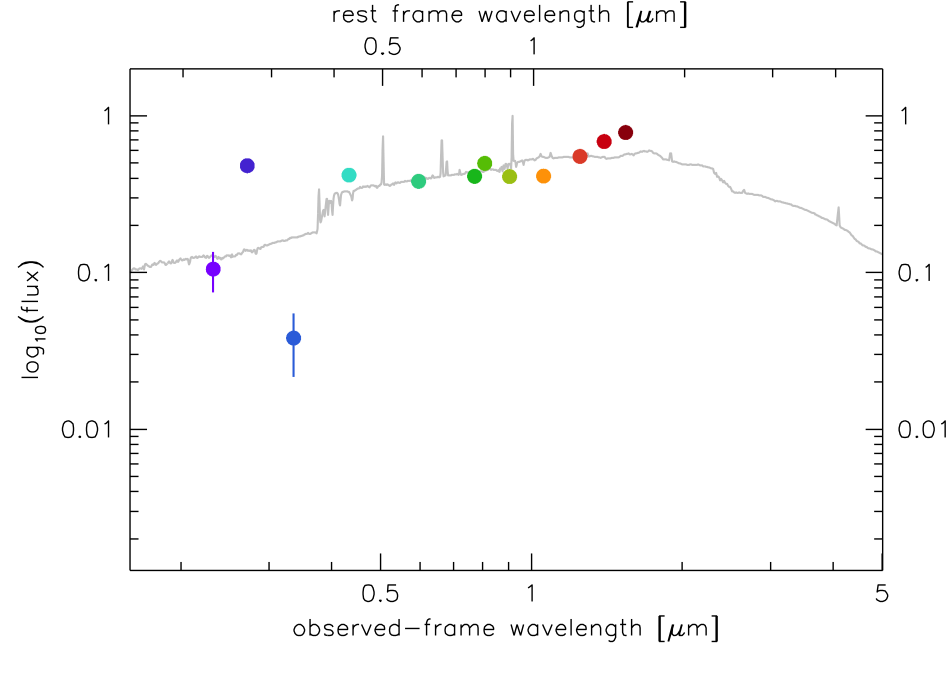 rest frame wavelength [μm]
0.5 1
1 1
0.1 0.1
0.01 0.01
log10(flux)
0.5 1 5
observed-frame wavelength [μm]